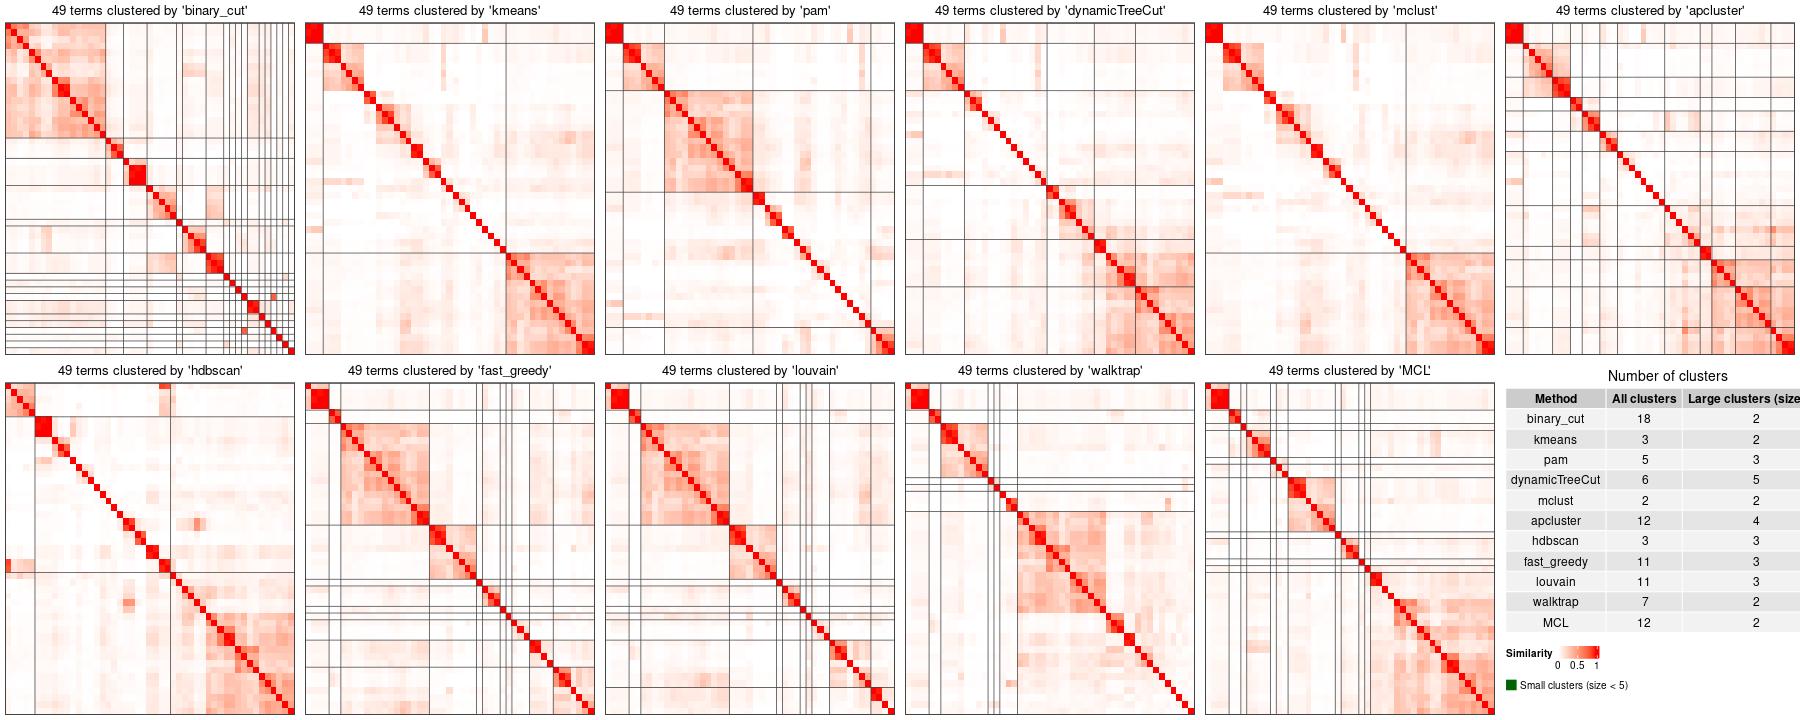 49 terms clustered by 'binary_cut'
49 terms clustered by 'kmeans'
49 terms clustered by 'pam'
49 terms clustered by 'dynamicTreeCut'
49 terms clustered by 'mclust'
49 terms clustered by 'apcluster'
49 terms clustered by 'hdbscan'
49 terms clustered by 'fast_greedy'
49 terms clustered by 'louvain'
49 terms clustered by 'walktrap'
49 terms clustered by 'MCL'
Number of clusters
Method All clusters Large clusters (size
binary_cut 18 2
kmeans 3 2
pam 5 3
dynamicTreeCut 6 5
mclust 2 2
apcluster 12 4
hdbscan 3 3
fast_greedy 11 3
louvain 11 3
walktrap 7 2
MCL 12 2
Similarity
0 0.5 1
Small clusters (size < 5)